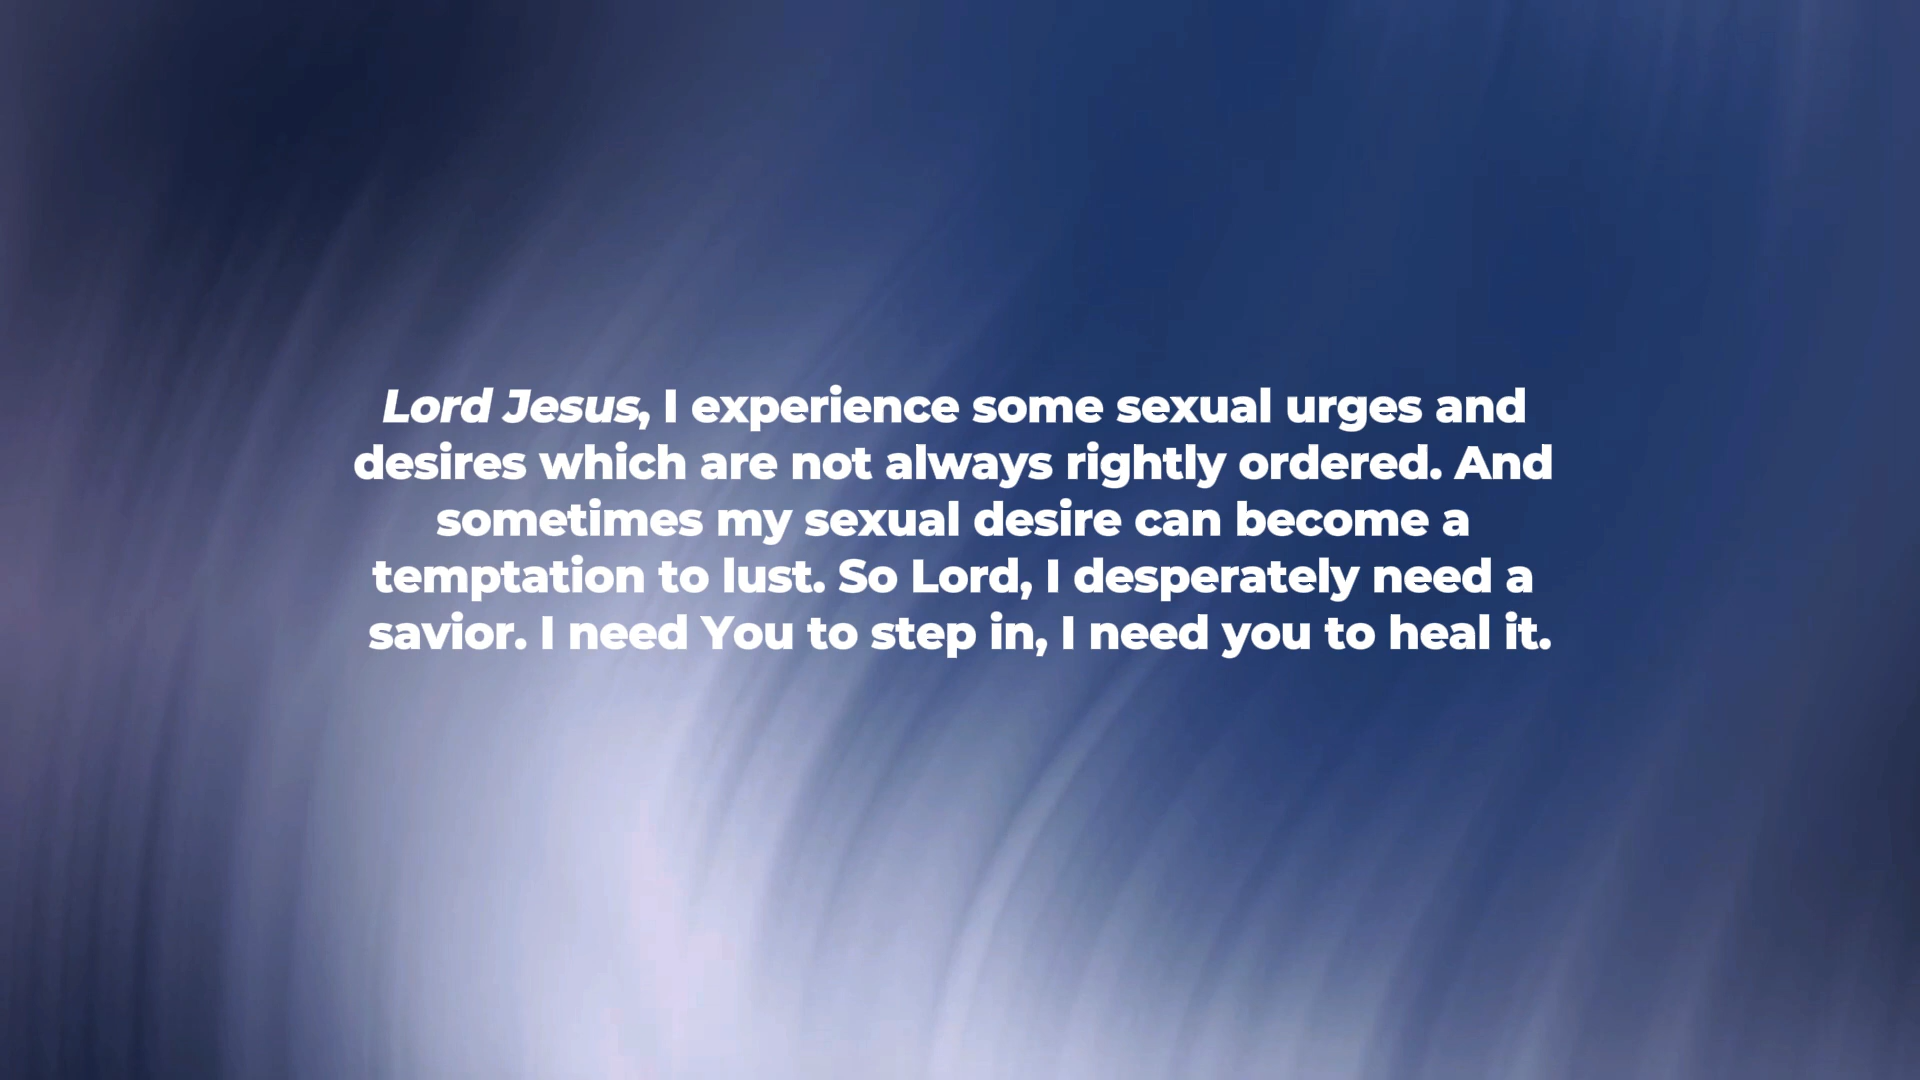 Lord Jesus, I experience some sexual urges and
desires which are not always rightly ordered. And
sometimes my sexual desire can become a
temptation to lust. So Lord, I desperately need a
savior. I need You to step in, I need you to heal it.